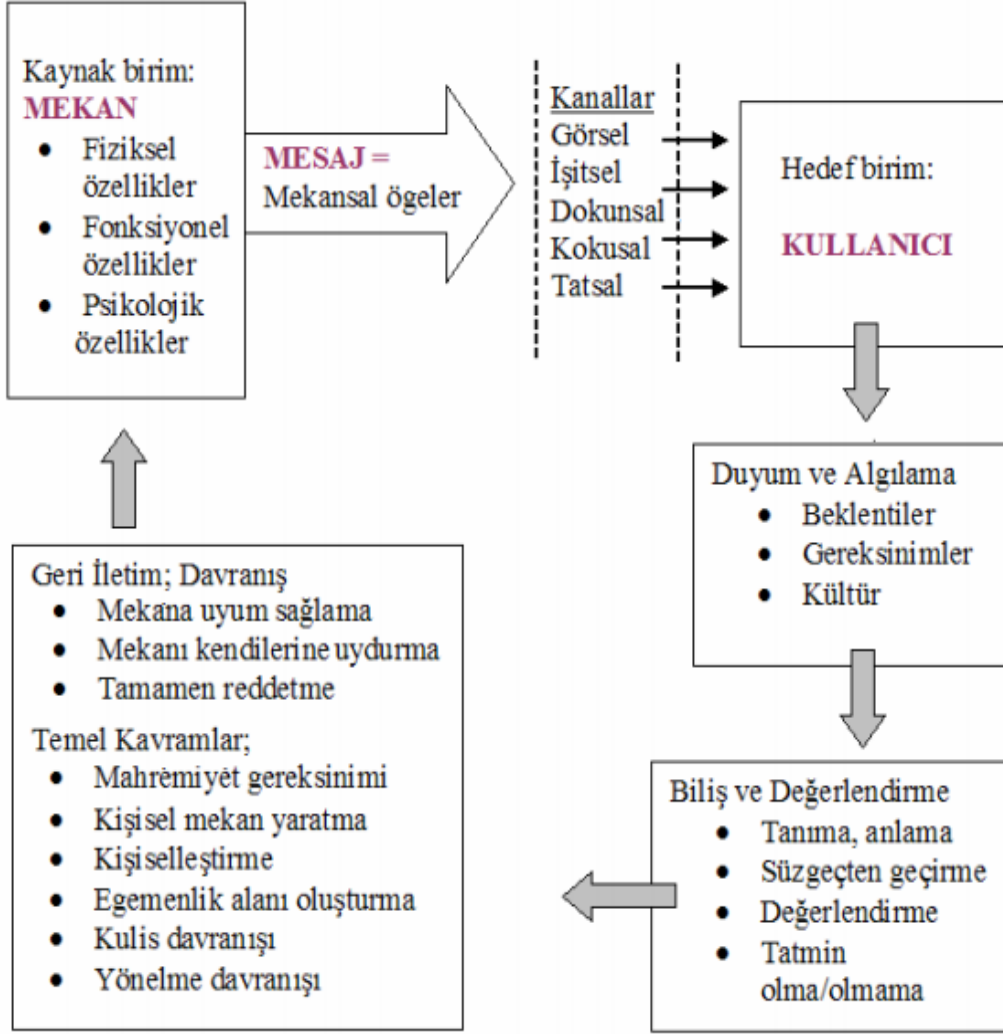 Kaynak birim:
MEKAN
• Fiziksel
özellikler
• Fonksiyonel
özellikler
• Psikolojik
özellikler
MESAJ =
Mekansal ögeler
Kanallar
Görsel
İşitsel
Dokunsal
Kokusal
Tatsal
Hedef birim:
KULLANICI
Duyum ve Algılama
• Beklentiler
• Gereksinimler
• Kültür
Biliş ve Değerlendirme
• Tanıma, anlama
• Süzgeçten geçirme
• Değerlendirme
• Tatmin
olma/olmama
Geri İletim; Davranış
• Mekana uyum sağlama
• Mekanı kendilerine uydurma
• Tamamen reddetme
Temel Kavramlar;
• Mahremiyet gereksinimi
• Kişisel mekan yaratma
• Kişiselleştirme
• Egemenlik alanı oluşturma
• Kulis davranışı
• Yönelme davranışı